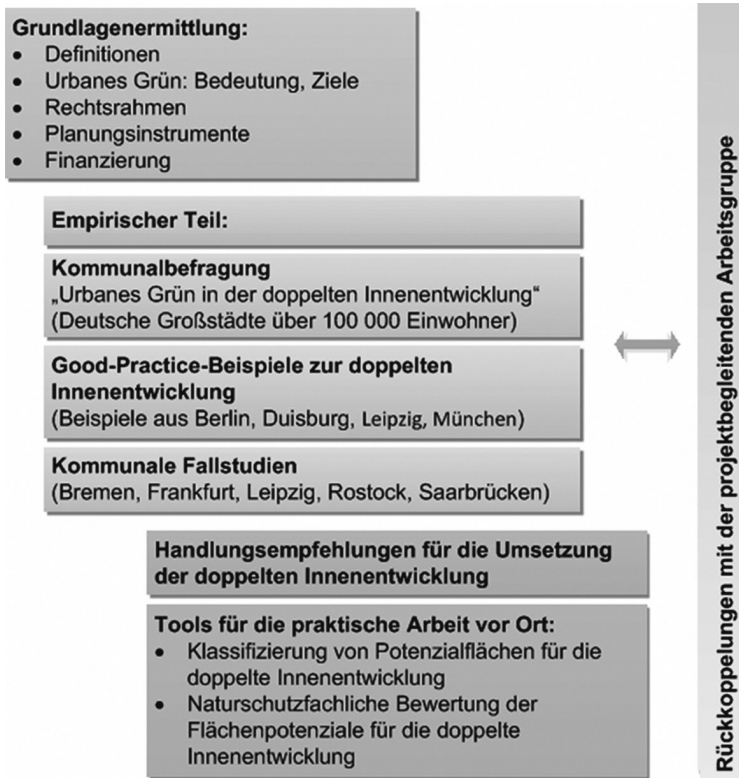 Grundlagenermittlung:
• Definitionen
• Urbanes Grün: Bedeutung, Ziele
• Rechtsrahmen
• Planungsinstrumente
• Finanzierung
Empirischer Teil:
Kommunalbefragung
„Urbanes Grün in der doppelten Innenentwicklung“
(Deutsche Großstädte über 100 000 Einwohner)
Good-Practice-Beispiele zur doppelten
Innenentwicklung
(Beispiele aus Berlin, Duisburg, Leipzig, München)
Kommunale Fallstudien
(Bremen, Frankfurt, Leipzig, Rostock, Saarbrücken)
Handlungsempfehlungen für die Umsetzung
der doppelten Innenentwicklung
Tools für die praktische Arbeit vor Ort:
• Klassifizierung von Potenzialflächen für die
doppelte Innenentwicklung
• Naturschutzfachliche Bewertung der
Flächenpotenziale für die doppelte
Innenentwicklung
Rückkoppelungen mit der projektbegleitenden Arbeitsgruppe